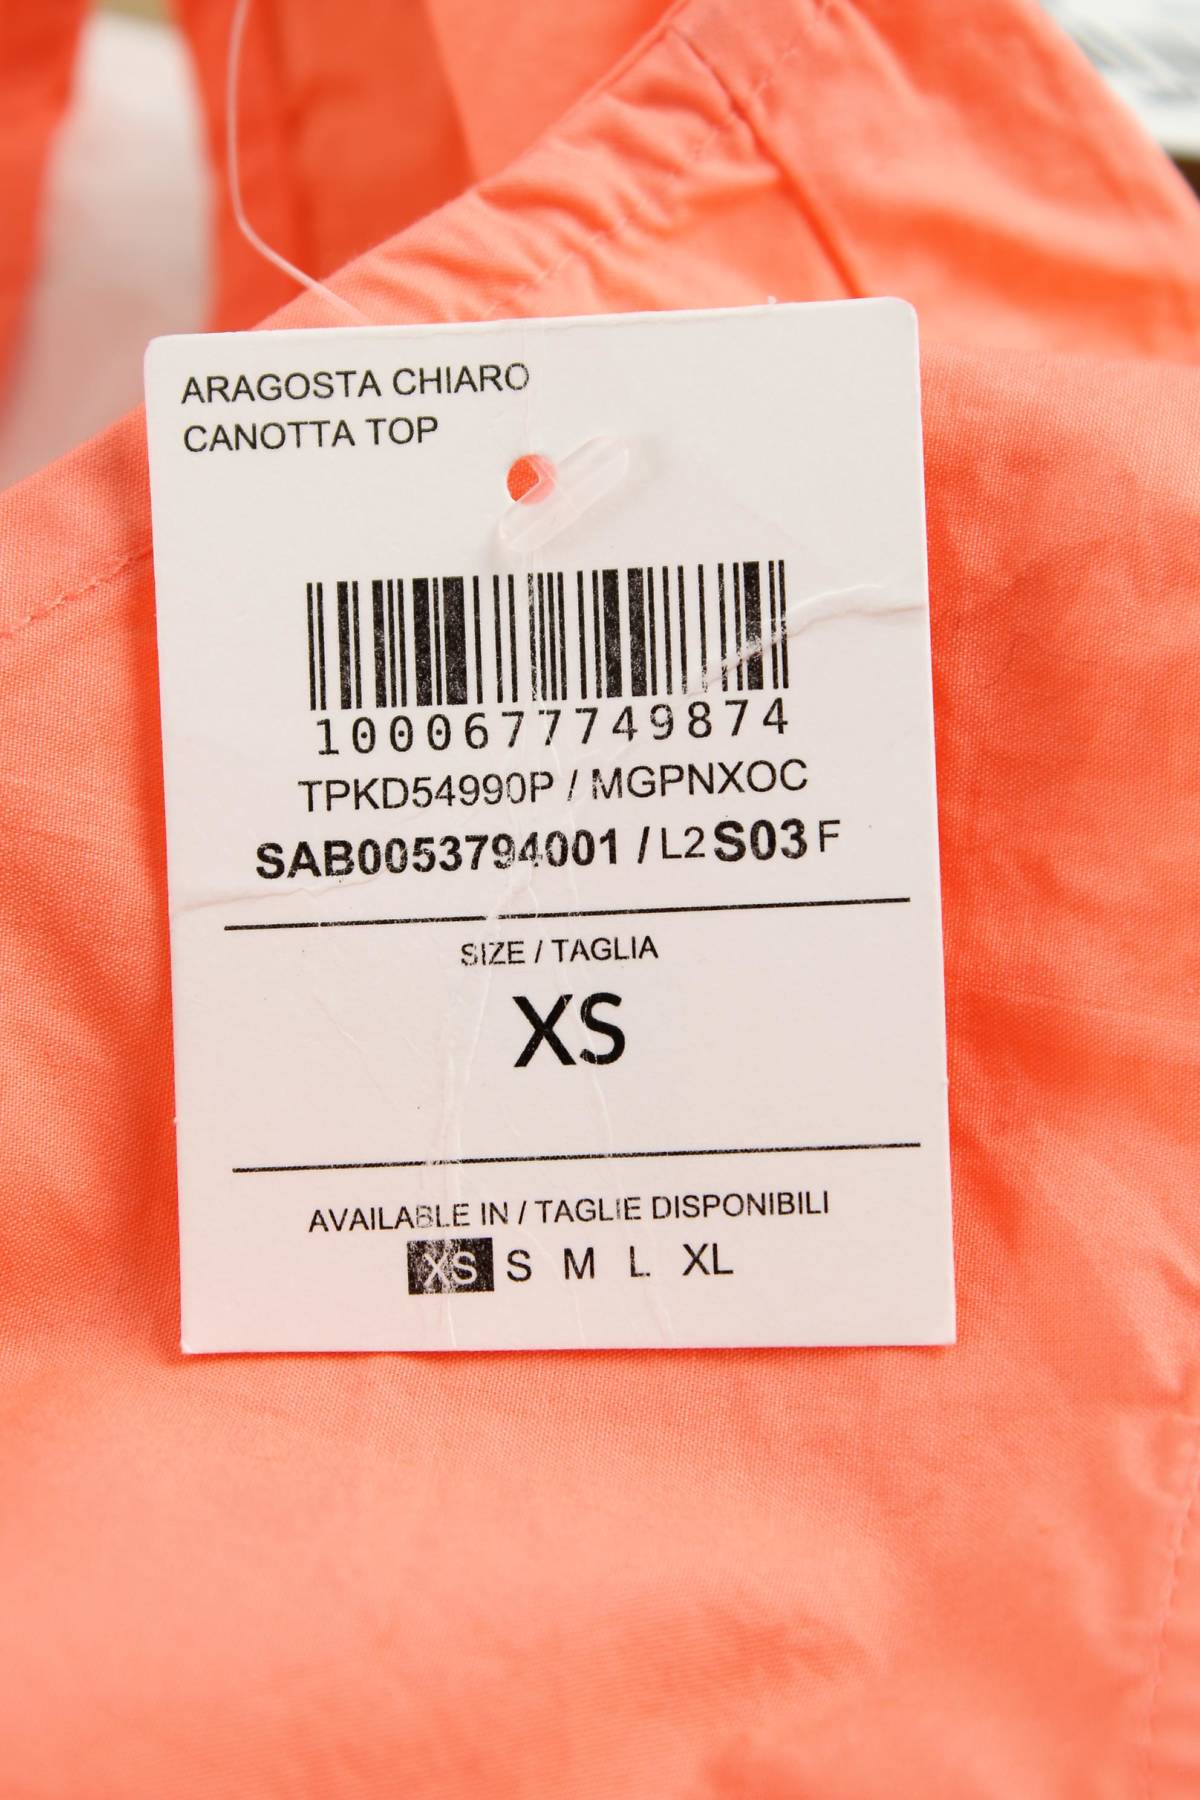 ARAGOSTA CHIARO
CANOTTA TOP
1000677749874
TPKD54990P / MGPNXOC
SAB0053794001 / L2 S03 F
SIZE / TAGLIA
XS
AVAILABLE IN / TAGLIE DISPONIBILI
XS S M L XL